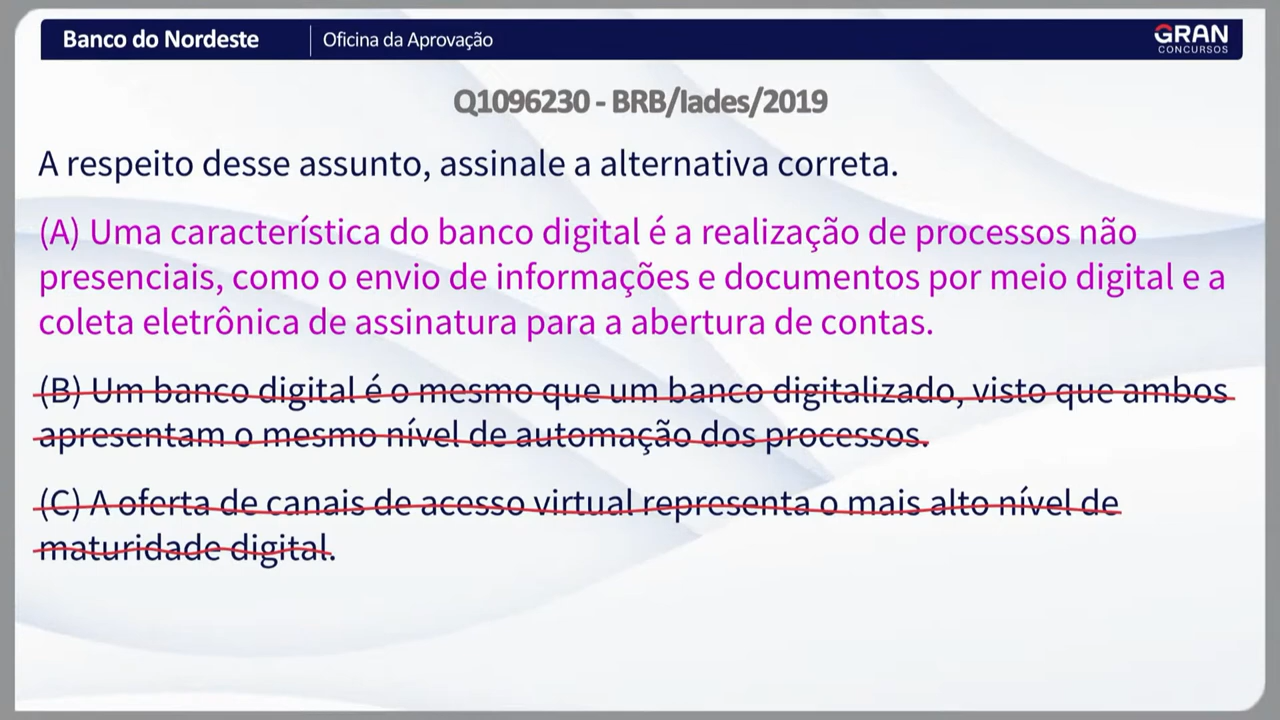 Banco do Nordeste
Oficina da Aprovação
GRAN
CONCURSOS
Q1096230 - BRB/Iades/2019
A respeito desse assunto, assinale a alternativa correta.
(A) Uma característica do banco digital é a realização de processos não
presenciais, como o envio de informações e documentos por meio digital e a
coleta eletrônica de assinatura para a abertura de contas.
(B) Um banco digital é o mesmo que um banco digitalizado, visto que ambos
apresentam o mesmo nível de automação dos processos.
(C) A oferta de canais de acesso virtual representa o mais alto nível de
maturidade digital.